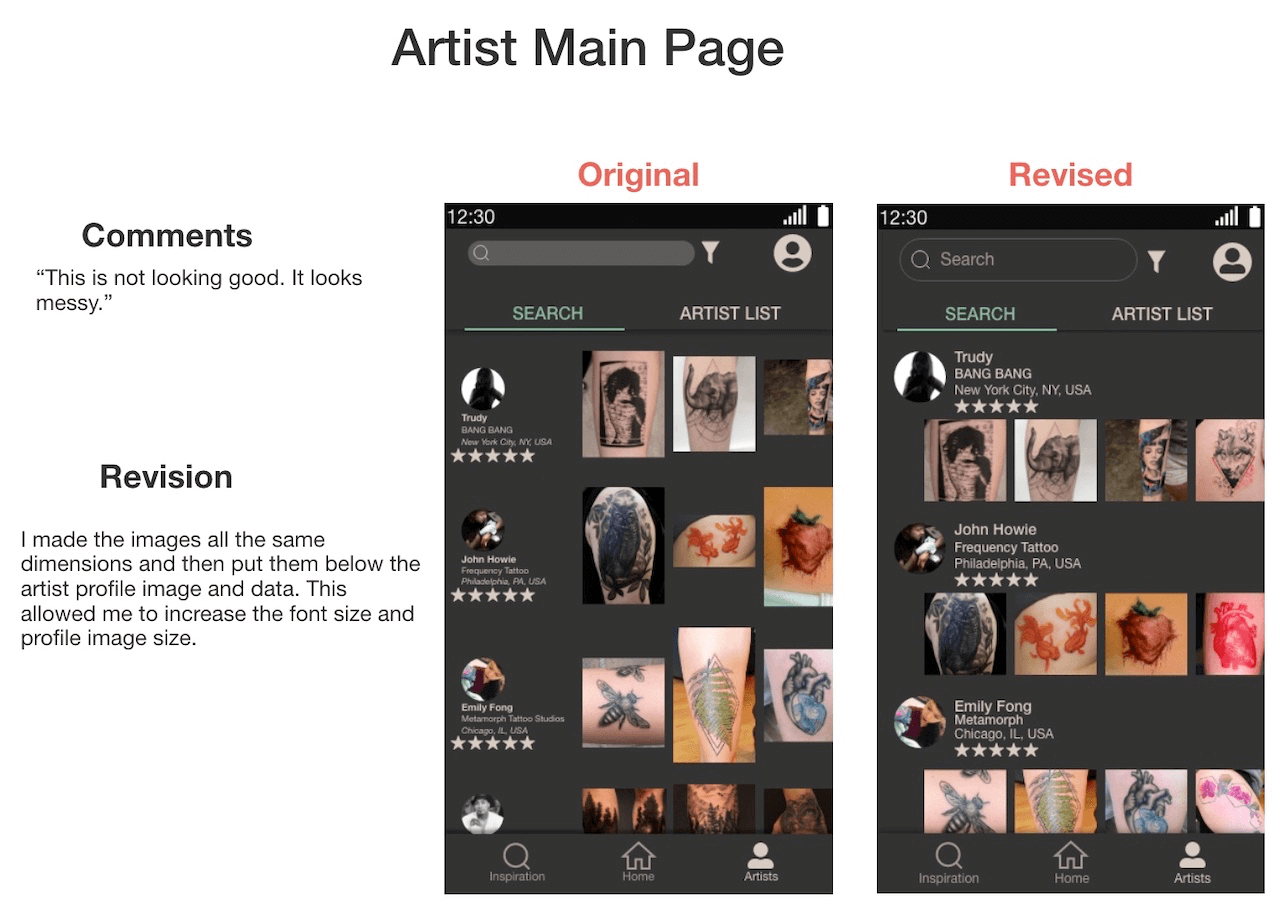 Artist Main Page
Comments
“This is not looking good. It looks
messy.”
Revision
I made the images all the same
dimensions and then put them below the
artist profile image and data. This
allowed me to increase the font size and
profile image size.
Original
12:30
SEARCH
ARTIST LIST
Trudy
BANG BANG
New York City, NY, USA
John Howie
Frequency Tattoo
Philadelphia, PA, USA
Emily Fong
Metamorph Tattoo Studios
Chicago, IL, USA
Inspiration
Home
Artists
Revised
12:30
Search
SEARCH
ARTIST LIST
Trudy
BANG BANG
New York City, NY, USA
John Howie
Frequency Tattoo
Philadelphia, PA, USA
Emily Fong
Metamorph
Chicago, IL, USA
Inspiration
Home
Artists